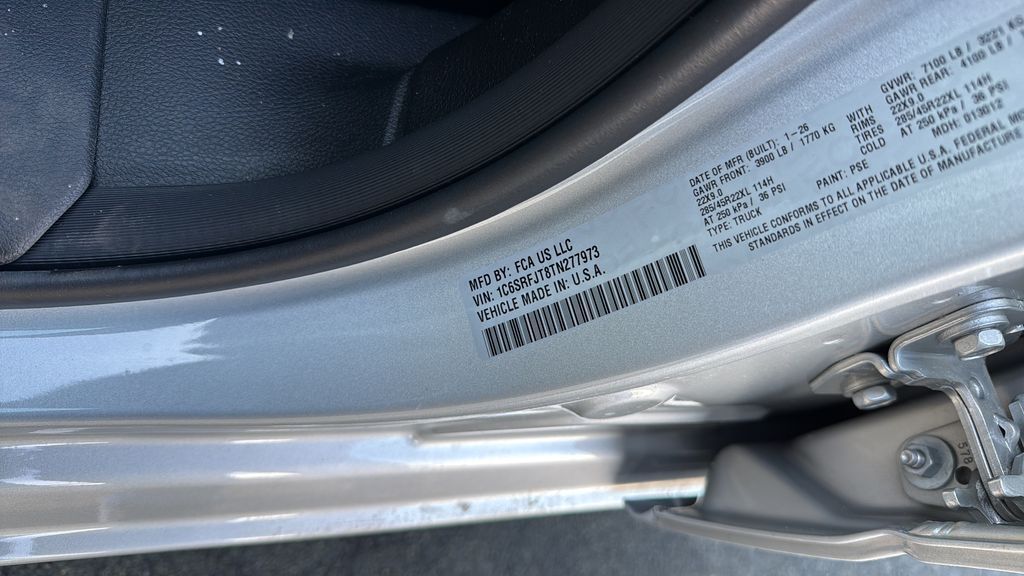 MFD BY: FCA US LLC
VIN: 1C6SRFJT8TN277973
VEHICLE MADE IN: U.S.A.
DATE OF MFR (BUILT): 1-26
GAWR FRONT: 3900 LB / 1770 KG WITH
22X9.0 RIMS
285/45R22XL 114H TIRES
AT 250 kPa / 36 PSI COLD
TYPE: TRUCK PAINT: PSE
GVWR: 7100 LB / 3221 KG
GAWR REAR: 4100 LB /
22X9.0
285/45R22XL 114H
AT 250 kPa / 36 PSI
MDH: 013012
THIS VEHICLE CONFORMS TO ALL APPLICABLE U.S.A. FEDERAL
STANDARDS IN EFFECT ON THE DATE OF MANUFACTURE